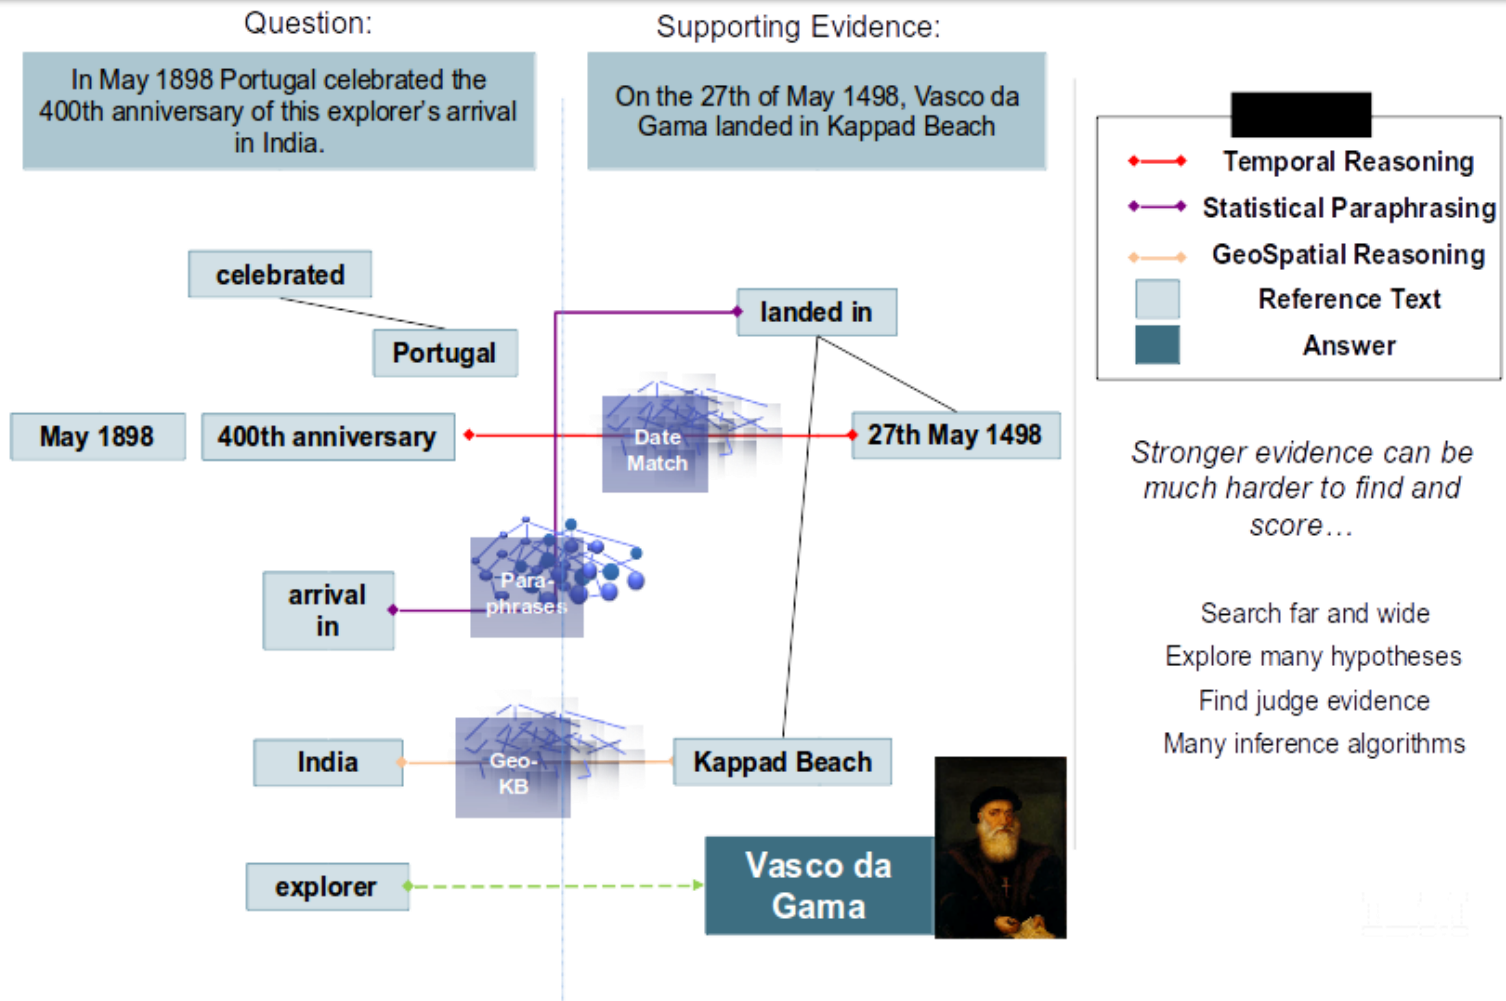 Question:
Supporting Evidence:
In May 1898 Portugal celebrated the
400th anniversary of this explorer's arrival
in India.
On the 27th of May 1498, Vasco da
Gama landed in Kappad Beach
Temporal Reasoning
Statistical Paraphrasing
GeoSpatial Reasoning
Reference Text
Answer
celebrated
Portugal
landed in
May 1898
400th anniversary
Date
Match
27th May 1498
arrival
in
Para-
phrases
India
Geo-
KB
Kappad Beach
explorer
Vasco da
Gama
Stronger evidence can be
much harder to find and
score…
Search far and wide
Explore many hypotheses
Find judge evidence
Many inference algorithms